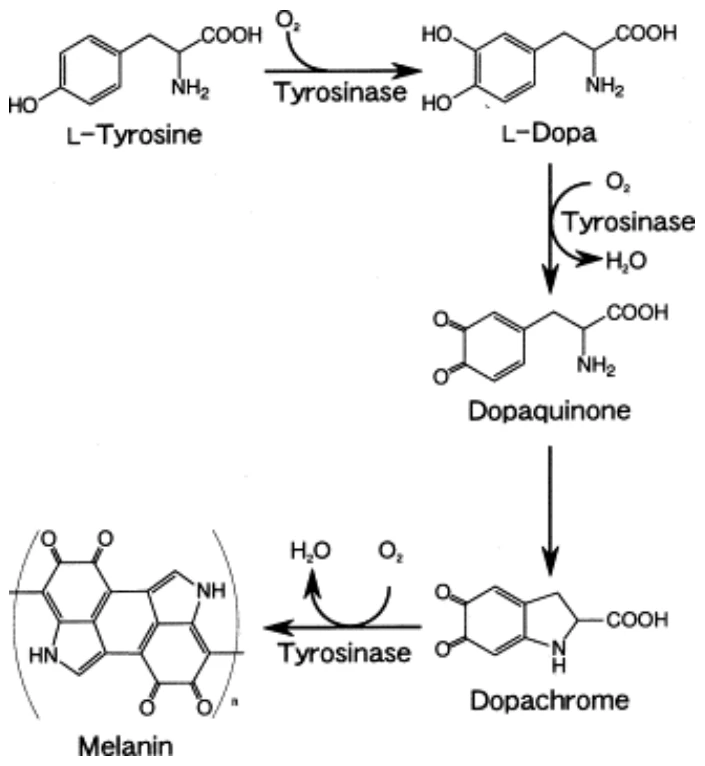 COOH
O₂
HO
NH₂
Tyrosinase
L-Tyrosine
HO
COOH
HO
NH₂
L-Dopa
O₂
Tyrosinase
H₂O
O
COOH
O
NH₂
Dopaquinone
O
COOH
O
N
H
Dopachrome
H₂O O₂
Tyrosinase
O O
NH
HN
O O
n
Melanin